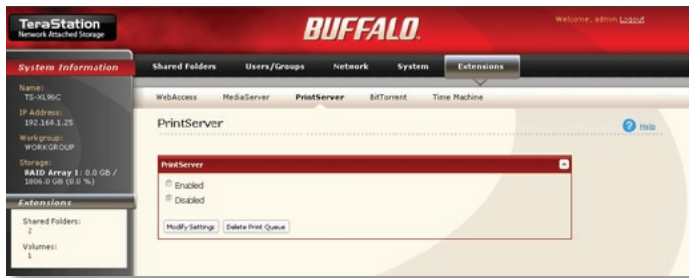 TeraStation
Network Attached Storage
BUFFALO
Welcome, admin Logout
System Information
Shared Folders Users/Groups Network System Extensions
Name:
TS-XL96C
WebAccess MediaServer PrintServer BitTorrent Time Machine
IP Address:
192.168.1.25
PrintServer
Help
Workgroup:
WORKGROUP
Storage:
RAID Array 1: 0.0 GB /
1806.0 GB (0.0 %)
PrintServer
Enabled
Disabled
Extensions
Shared Folders:
2
Modify Settings Delete Print Queue
Volumes:
1